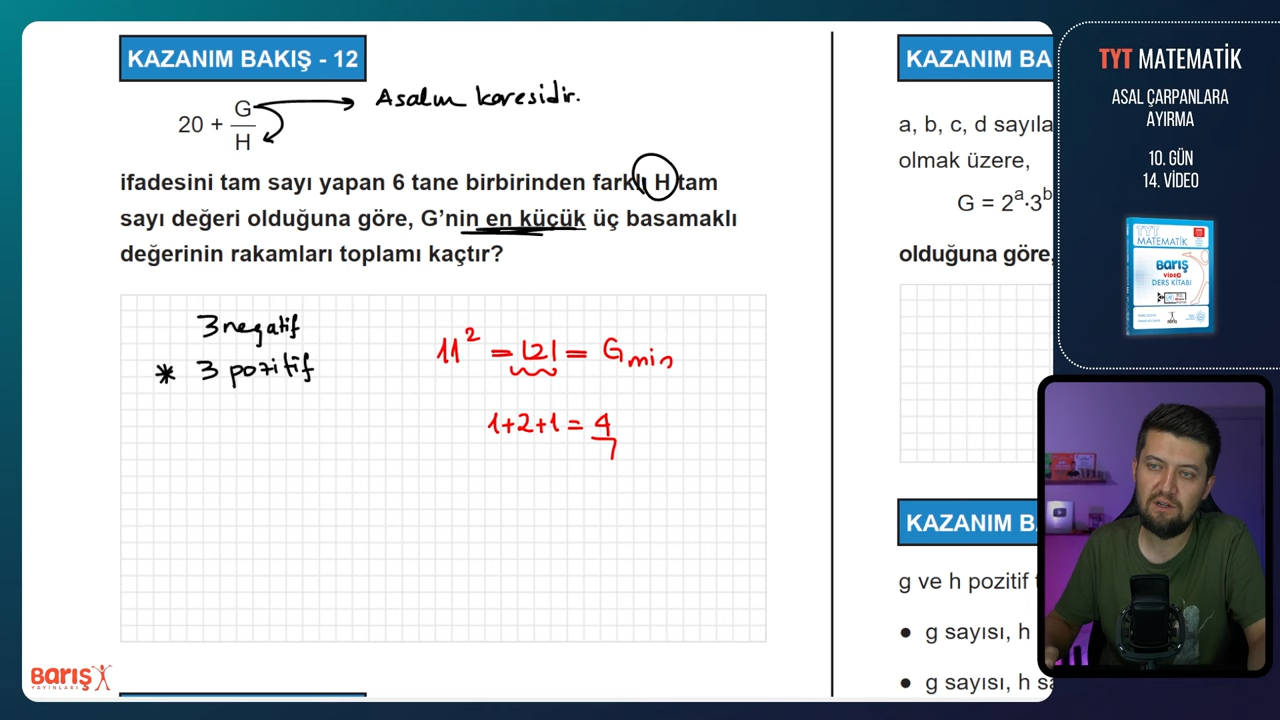 KAZANIM BAKIŞ - 12
20 + G/H
Asalın karesidir.
ifadesini tam sayı yapan 6 tane birbirinden farklı H tam
sayı değeri olduğuna göre, G’nin en küçük üç basamaklı
değerinin rakamları toplamı kaçtır?
3 negatif
* 3 pozitif
11² = 121 = Gmin
1+2+1 = 4
BARIŞ
YAYINLARI
KAZANIM BA
a, b, c, d sayıla
olmak üzere,
G = 2ᵃ·3ᵇ
olduğuna göre,
KAZANIM B
g ve h pozitif
• g sayısı, h
• g sayısı, h sa
TYT MATEMATİK
ASAL ÇARPANLARA
AYIRMA
10. GÜN
14. VİDEO
TYT
MATEMATİK
BARIŞ
VİDEO
DERS KİTABI